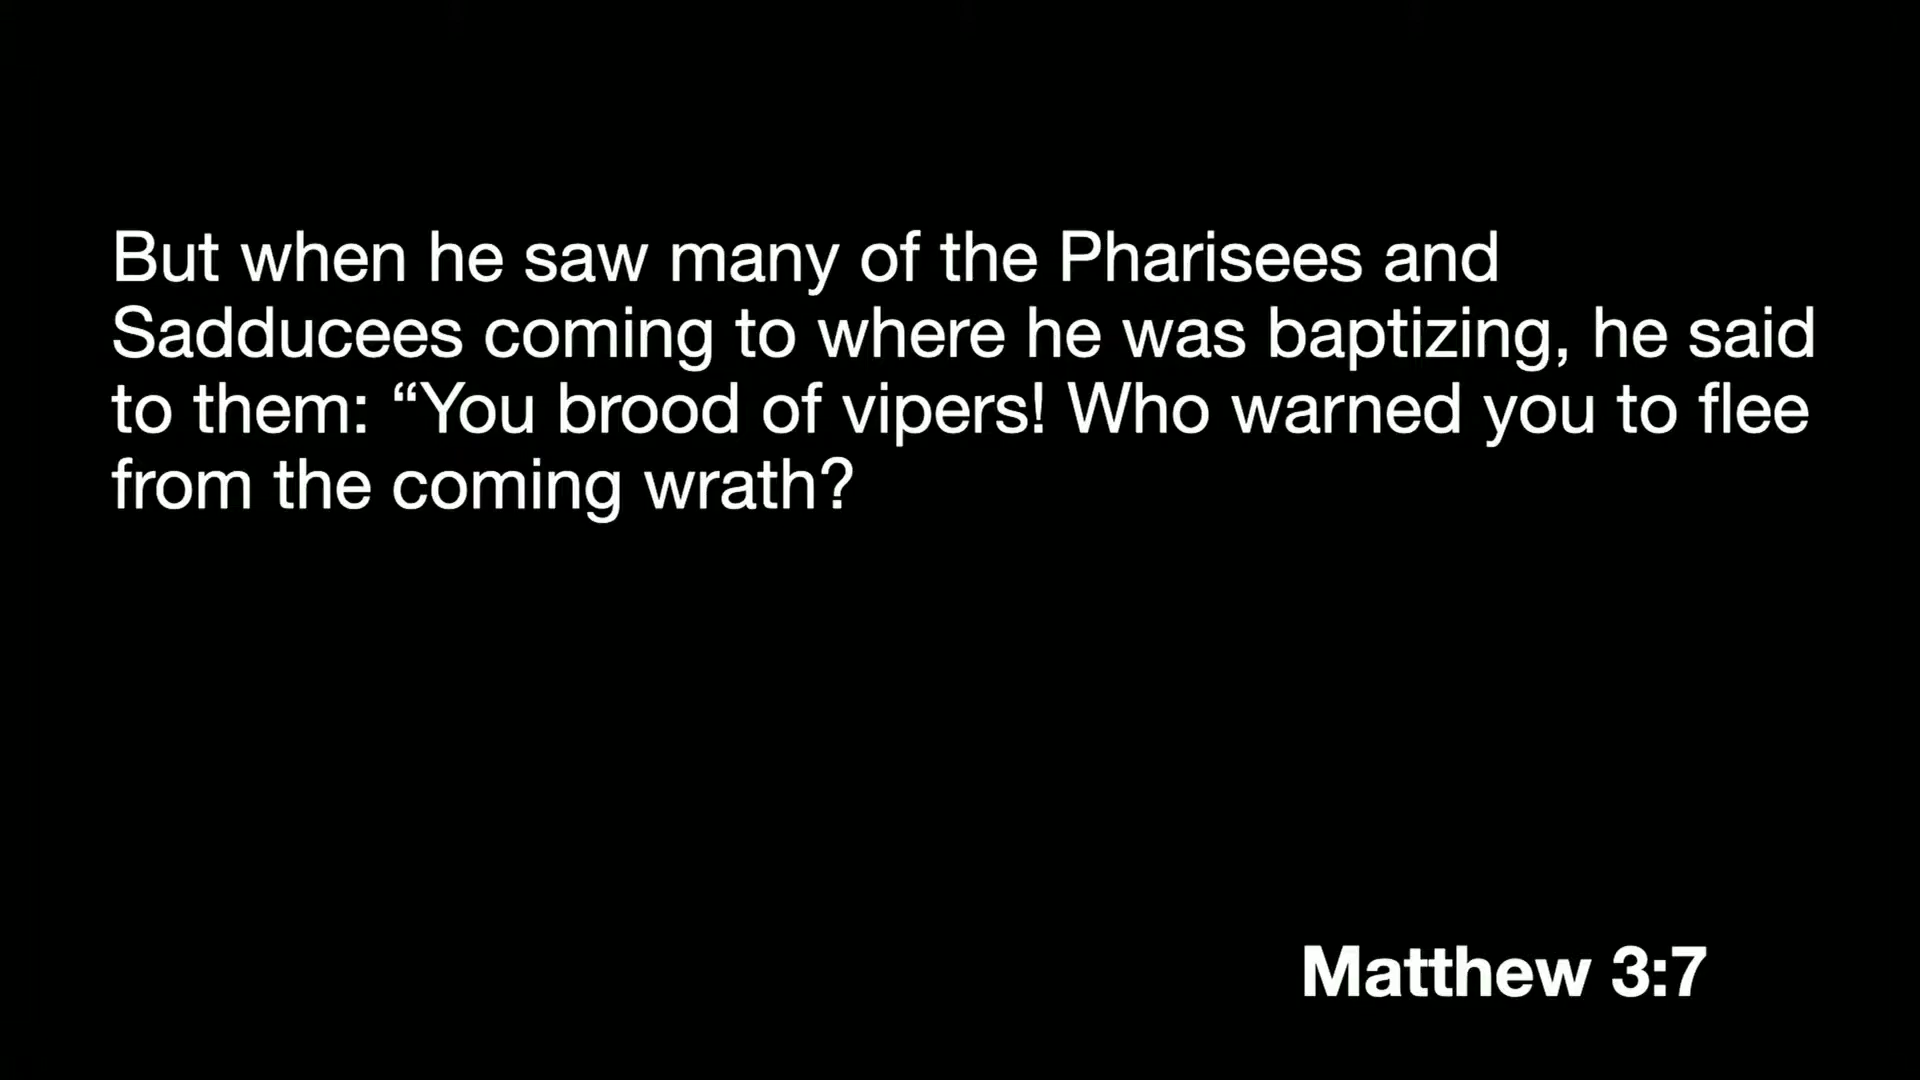 But when he saw many of the Pharisees and
Sadducees coming to where he was baptizing, he said
to them: “You brood of vipers! Who warned you to flee
from the coming wrath?
Matthew 3:7